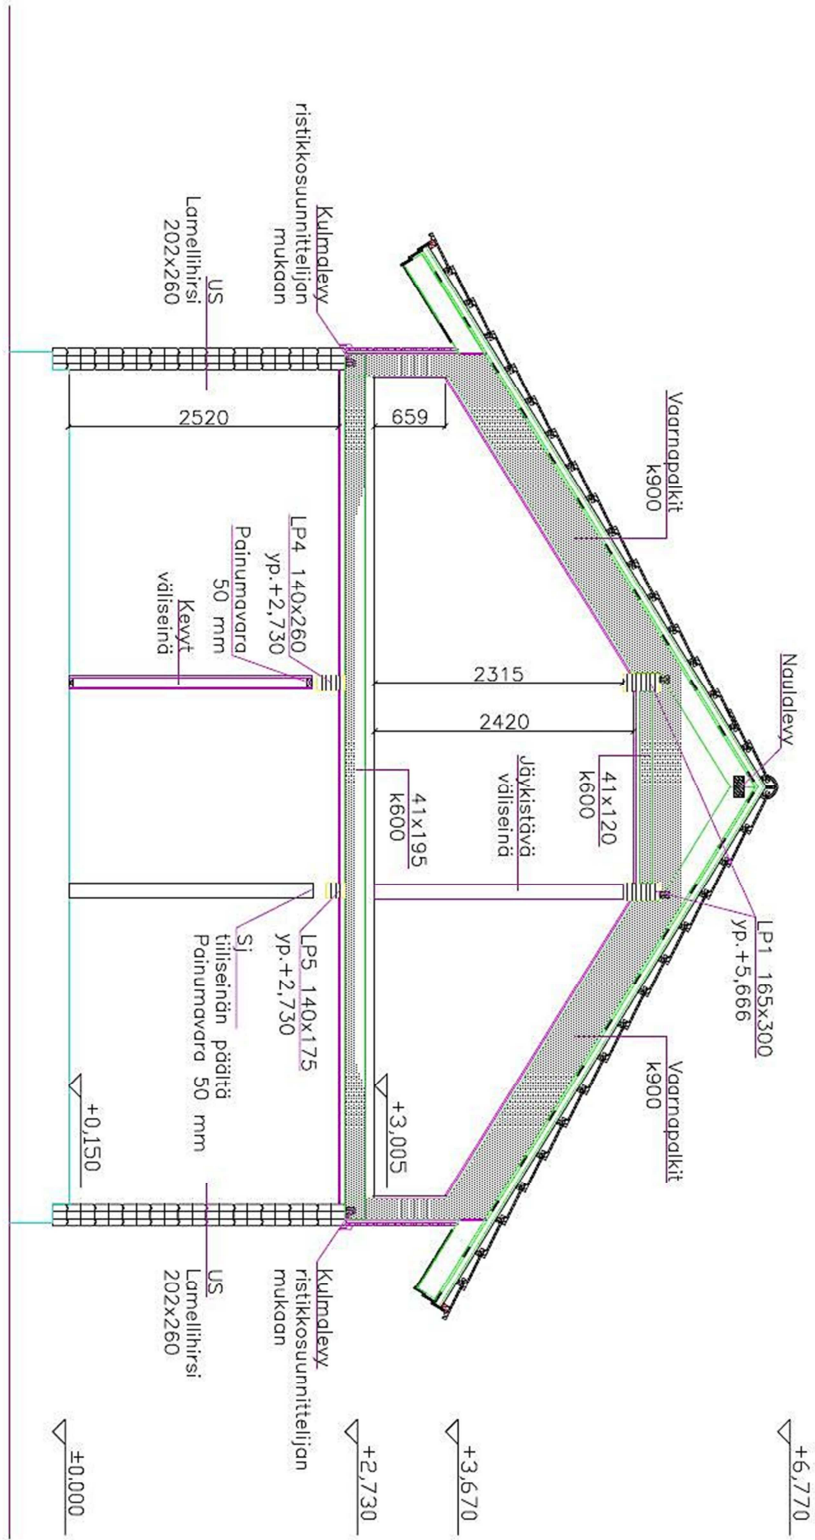 +6,770
Naulalevy
LP1 165x300
yp.+5,666
Vaarnapalkit
k900
Vaarnapalkit
k900
41x120
k600
Jäykistävä
väliseinä
2420
2315
+3,670
659
+3,005
41x195
k600
Kulmalevy
ristikkosuunnittelijan
mukaan
Kulmalevy
ristikkosuunnittelijan
mukaan
+2,730
LP4 140x260
yp.+2,730
Painumavara
50 mm
Kevyt
väliseinä
LP5 140x175
yp.+2,730
Sj
tiiliseinän päältä
Painumavara 50 mm
2520
US
Lamellihirsi
202x260
US
Lamellihirsi
202x260
+0,150
±0.000